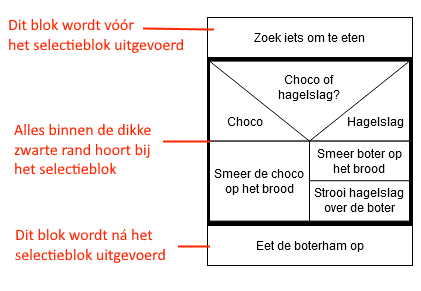 Dit blok wordt vóór
het selectieblok uitgevoerd
Zoek iets om te eten
Choco of
hagelslag?
Choco
Hagelslag
Alles binnen de dikke
zwarte rand hoort bij
het selectieblok
Smeer de choco
op het brood
Smeer boter op
het brood
Strooi hagelslag
over de boter
Dit blok wordt ná het
selectieblok uitgevoerd
Eet de boterham op